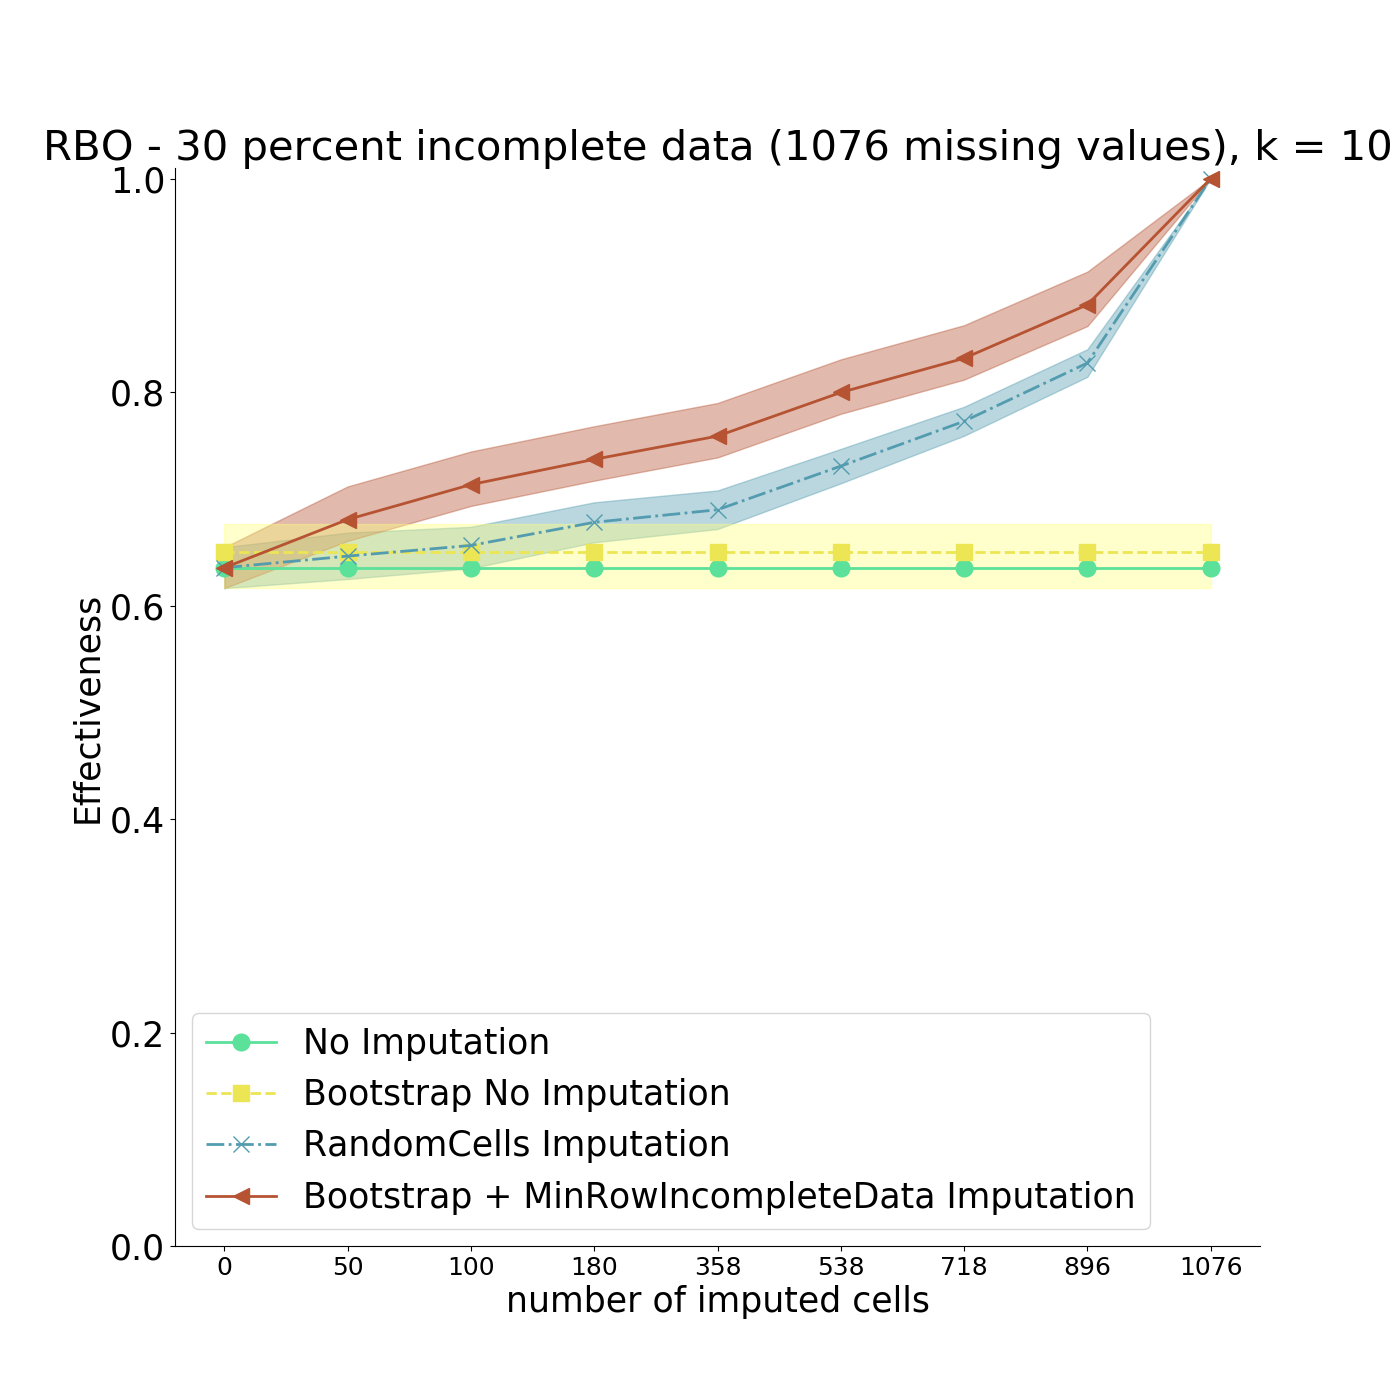 RBO - 30 percent incomplete data (1076 missing values), k = 10
1.0
0.8
0.6
0.4
0.2
0.0
Effectiveness
No Imputation
Bootstrap No Imputation
RandomCells Imputation
Bootstrap + MinRowIncompleteData Imputation
0 50 100 180 358 538 718 896 1076
number of imputed cells